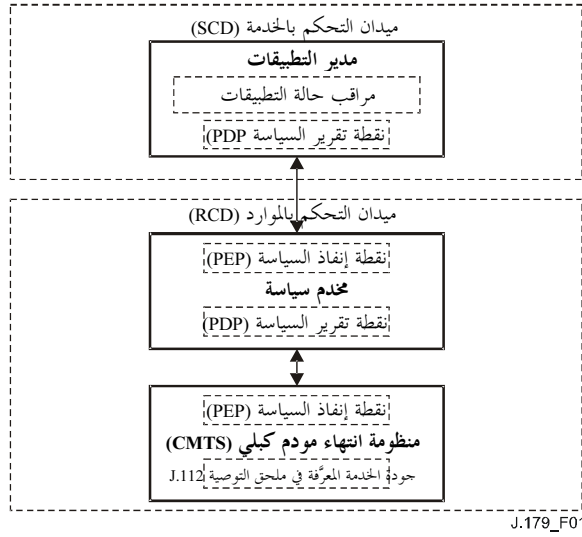 ميدان التحكم بالخدمة (SCD)
مدير التطبيقات
مراقب حالة التطبيقات
نقطة تقرير السياسة PDP)
ميدان التحكم بالموارد (RCD)
نقطة إنفاذ السياسة (PEP)
مخدم سياسة
نقطة تقرير السياسة (PDP)
نقطة إنفاذ السياسة (PEP)
منظومة انتهاء مودم كبلي (CMTS)
جودة الخدمة المعرَّفة في ملحق التوصية J.112
J.179_F01